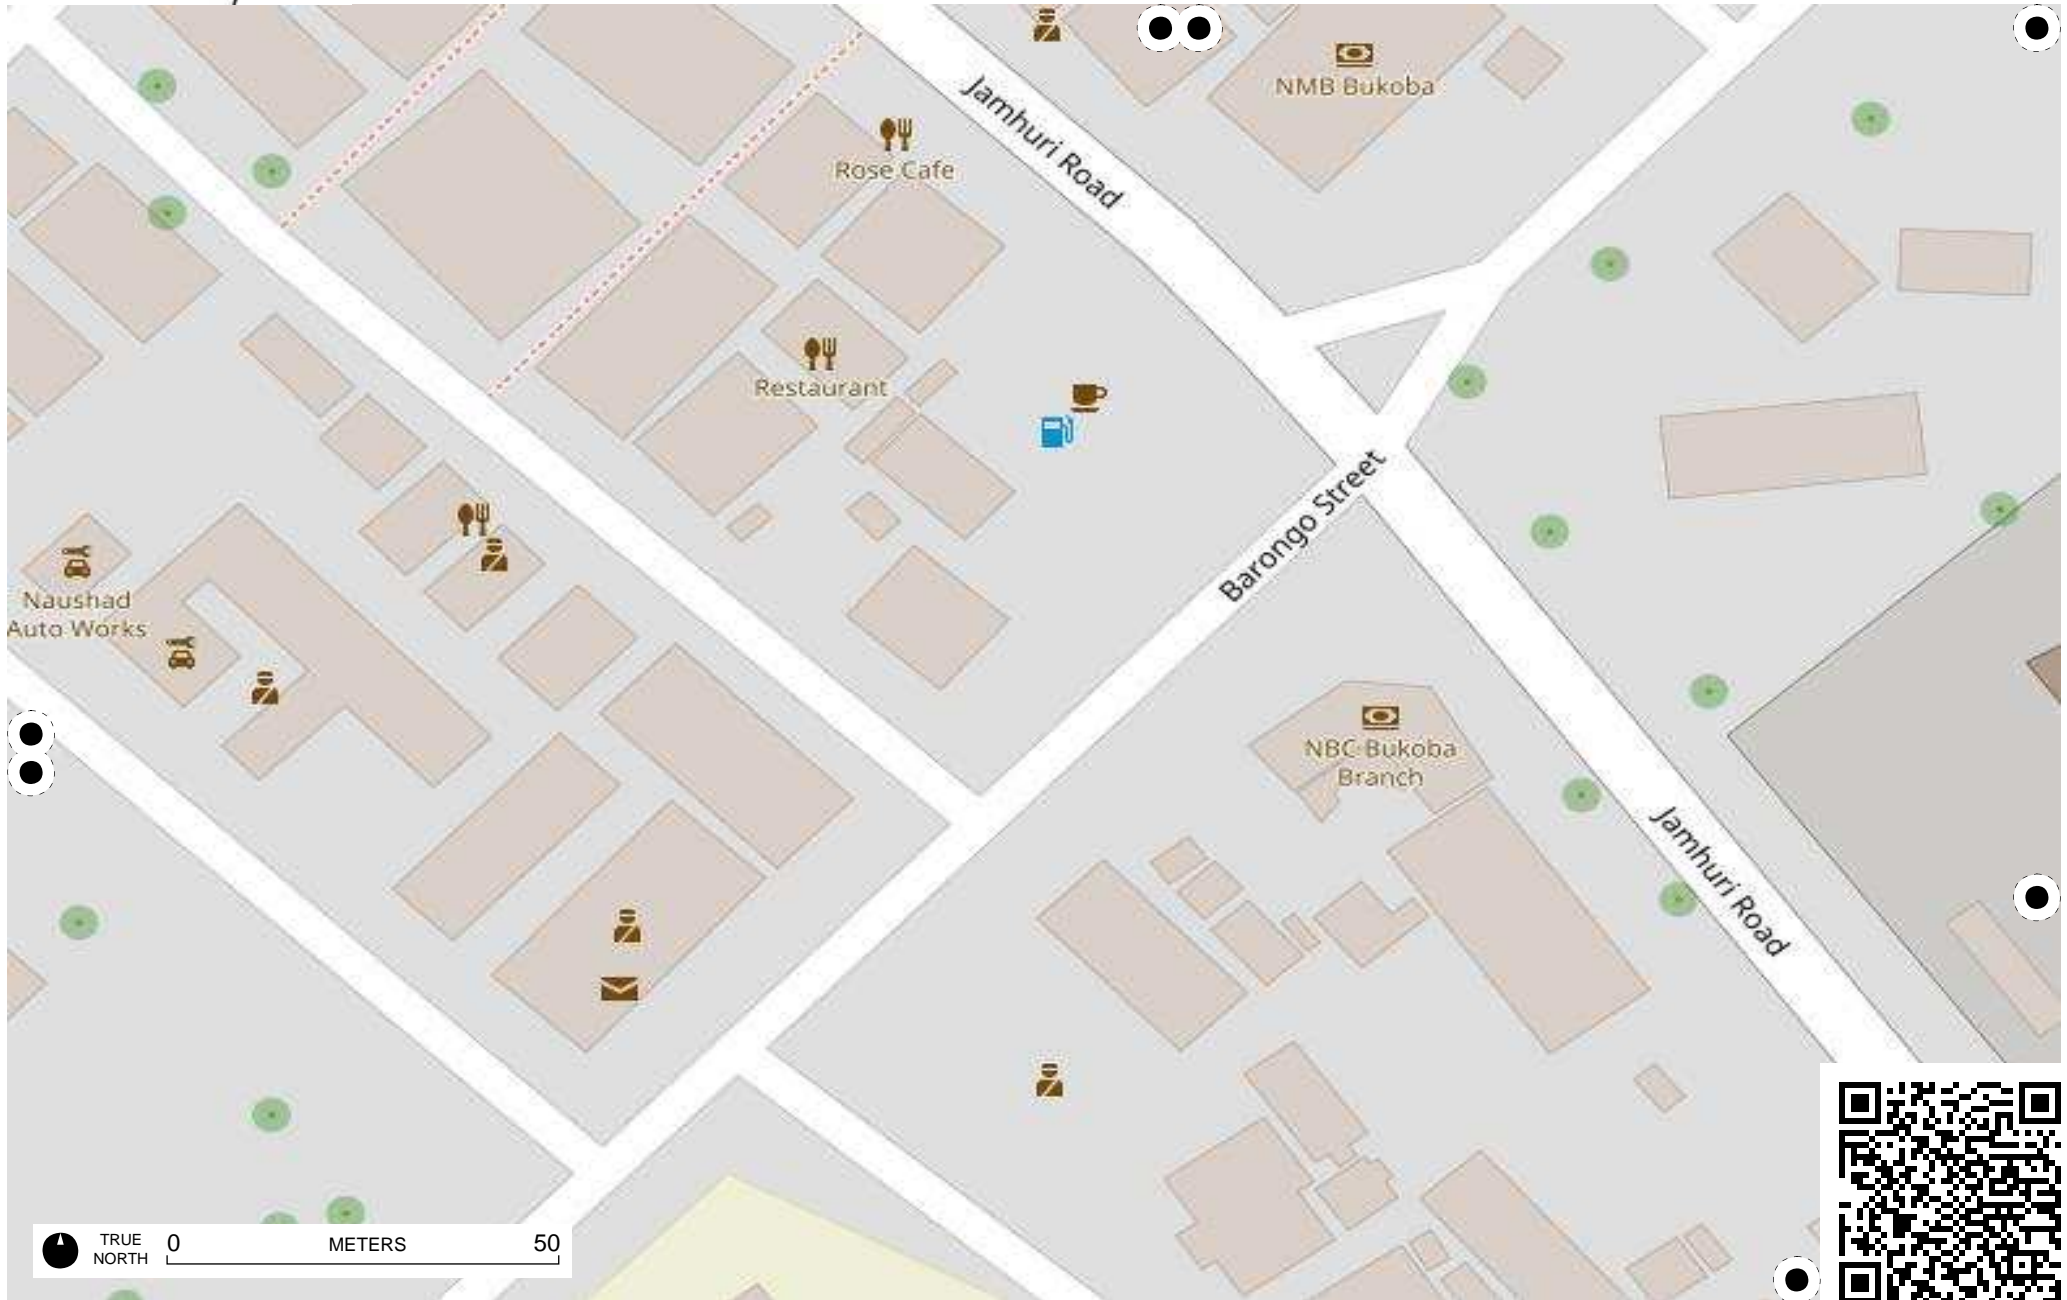 NMB Bukoba
Jamhuri Road
Rose Cafe
Restaurant
Barongo Street
Naushad
Auto Works
NBC Bukoba
Branch
Jamhuri Road
TRUE
NORTH
0
METERS
50